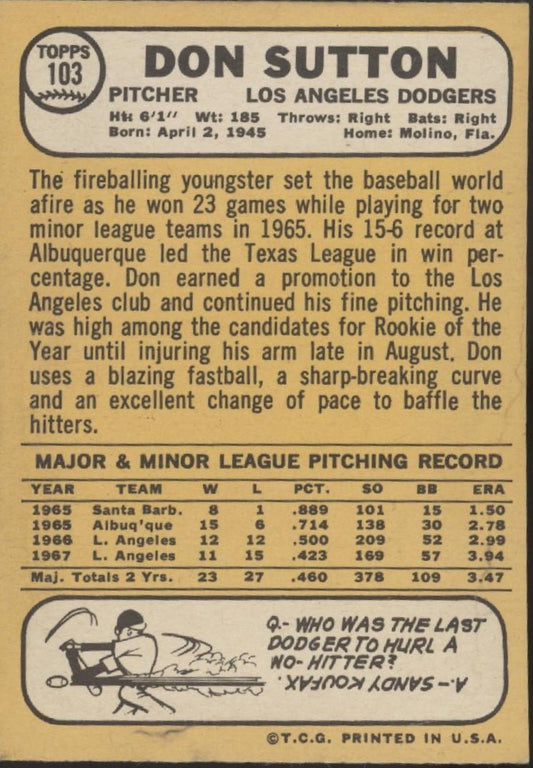 TOPPS
103
DON SUTTON
PITCHER LOS ANGELES DODGERS
Ht: 6'1" Wt: 185 Throws: Right Bats: Right
Born: April 2, 1945 Home: Molino, Fla.
The fireballing youngster set the baseball world
afire as he won 23 games while playing for two
minor league teams in 1965. His 15-6 record at
Albuquerque led the Texas League in win per-
centage. Don earned a promotion to the Los
Angeles club and continued his fine pitching. He
was high among the candidates for Rookie of the
Year until injuring his arm late in August. Don
uses a blazing fastball, a sharp-breaking curve
and an excellent change of pace to baffle the
hitters.
MAJOR & MINOR LEAGUE PITCHING RECORD
YEAR TEAM W L PCT. SO BB ERA
1965 Santa Barb. 8 1 .889 101 15 1.50
1965 Albuq'que 15 6 .714 138 30 2.78
1966 L. Angeles 12 12 .500 209 52 2.99
1967 L. Angeles 11 15 .423 169 57 3.94
Maj. Totals 2 Yrs. 23 27 .460 378 109 3.47
Q- WHO WAS THE LAST
DODGER TO HURL A
NO-HITTER?
A- SANDY KOUFAX.
©T.C.G. PRINTED IN U.S.A.